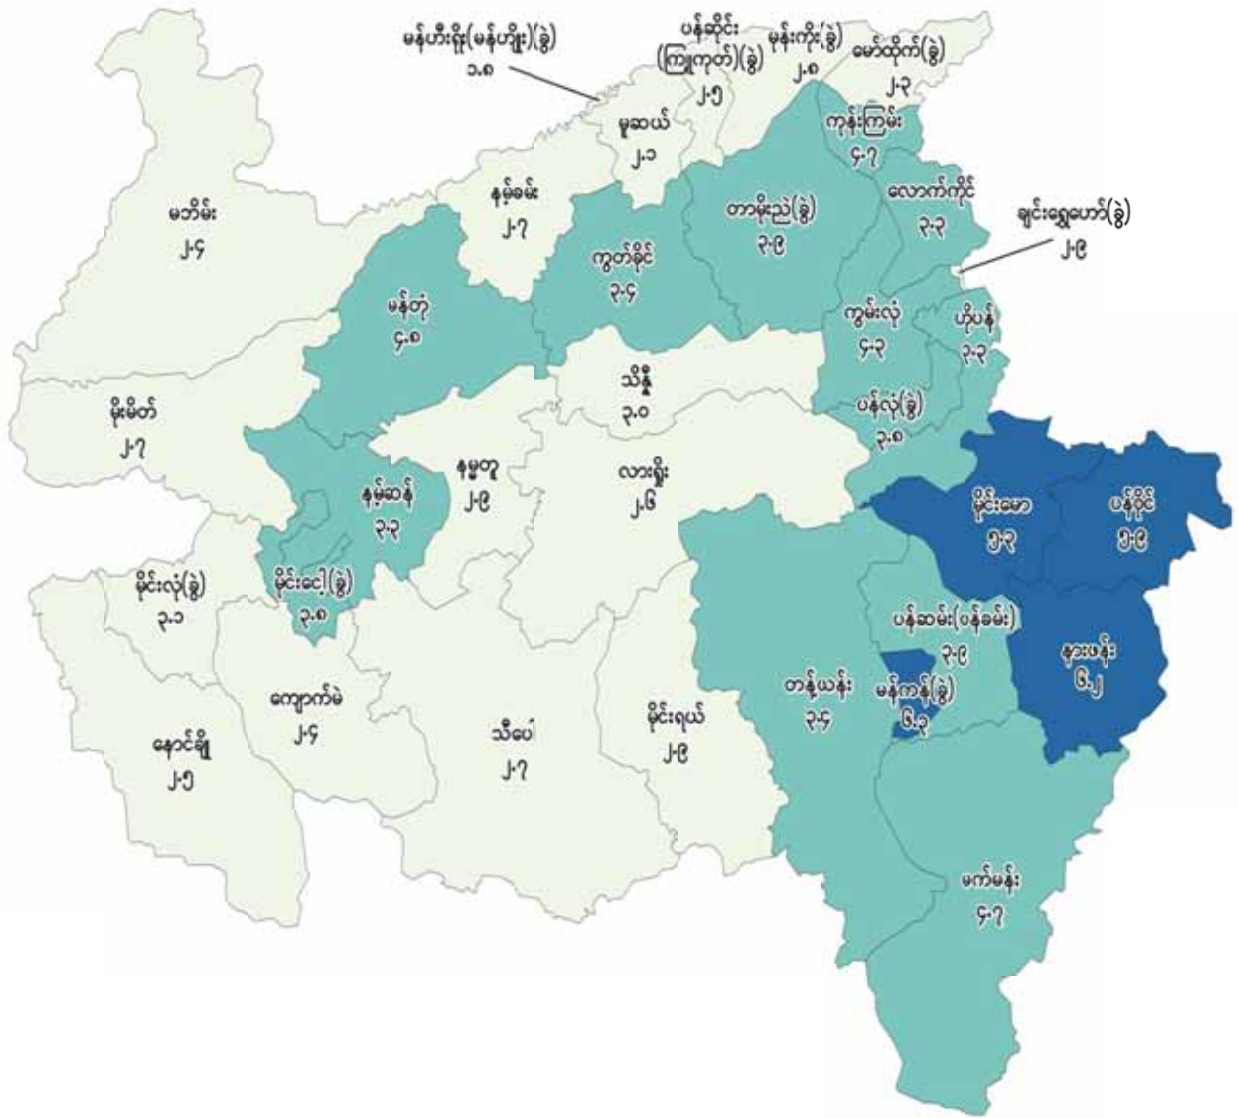 မန်ဟီးရိုး(မန်ဟျိုး)(ခွဲ)
၁.၈
ပန်ဆိုင်း
(ကြူကုတ်)(ခွဲ)
၂.၅
မုန်းကိုး(ခွဲ)
၂.၈
မော်ထိုက်(ခွဲ)
၂.၃
မူဆယ်
၂.၁
ကုန်းကြမ်း
၄.၇
နမ့်ခမ်း
၂.၇
လောက်ကိုင်
၃.၃
မဘိမ်း
၂.၄
တာမိုးညဲ(ခွဲ)
၃.၉
ချင်းရွှေဟော်(ခွဲ)
၂.၉
ကွတ်ခိုင်
၃.၄
မန်တုံ
၄.၈
ကွမ်းလုံ
၄.၃
ဟိုပန်
၃.၃
သိန္နီ
၃.၀
မိုးမိတ်
၂.၇
ပန်လုံ(ခွဲ)
၃.၈
နမ္မတူ
၂.၉
လားရှိုး
၂.၆
နမ့်ဆန်
၃.၃
မိုင်းမော
၅.၃
ပန်ဝိုင်
၅.၉
မိုင်းလုံ(ခွဲ)
၃.၁
မိုင်းငေါ့(ခွဲ)
၃.၈
ပန်ဆမ်း(ပန်ခမ်း)
၃.၉
နားဖန်း
၆.၂
ကျောက်မဲ
၂.၄
တန့်ယန်း
၃.၄
မန်ကန်(ခွဲ)
၆.၃
မိုင်းရယ်
၂.၉
သီပေါ
၂.၇
နောင်ချို
၂.၅
မက်မန်း
၄.၇